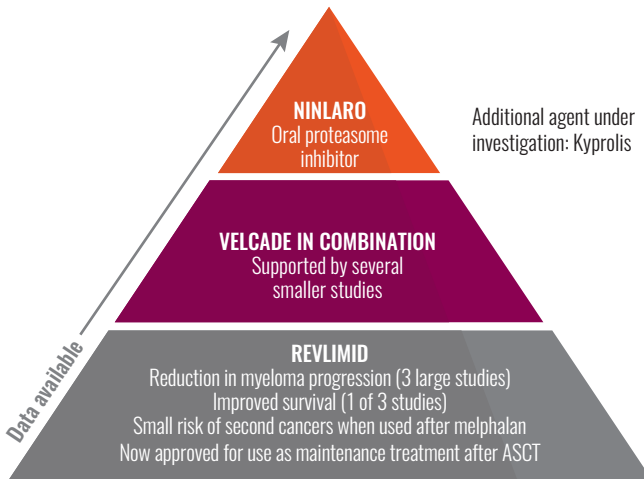 NINLARO
Oral proteasome
inhibitor
Additional agent under
investigation: Kyprolis
VELCADE IN COMBINATION
Supported by several
smaller studies
Data available
REVLIMID
Reduction in myeloma progression (3 large studies)
Improved survival (1 of 3 studies)
Small risk of second cancers when used after melphalan
Now approved for use as maintenance treatment after ASCT